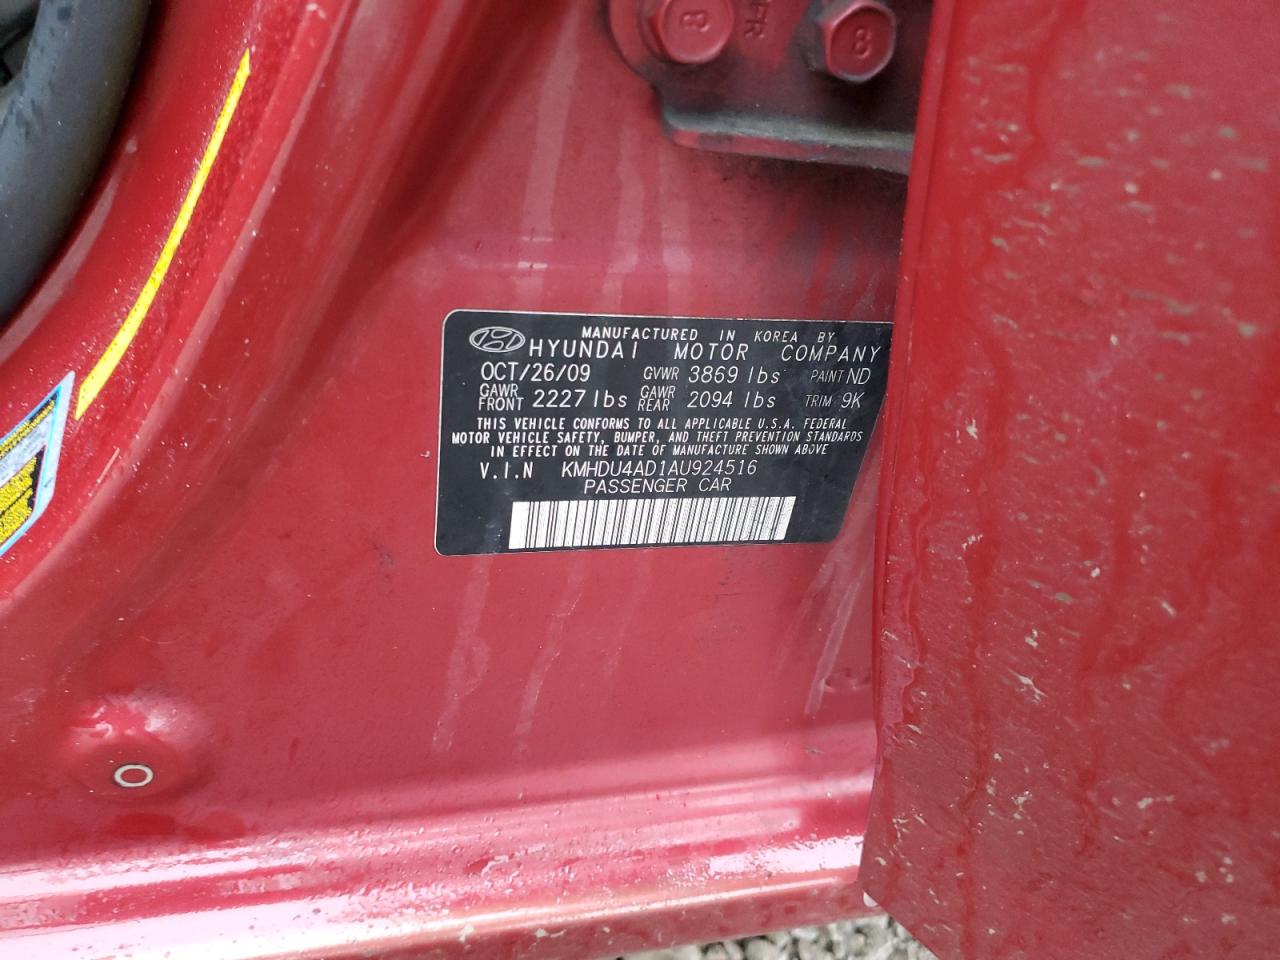 8
8
MANUFACTURED IN KOREA BY
HYUNDAI MOTOR COMPANY
OCT/26/09 GVWR 3869 lbs PAINT ND
GAWR FRONT 2227 lbs GAWR REAR 2094 lbs TRIM 9K
THIS VEHICLE CONFORMS TO ALL APPLICABLE U.S.A. FEDERAL
MOTOR VEHICLE SAFETY, BUMPER, AND THEFT PREVENTION STANDARDS
IN EFFECT ON THE DATE OF MANUFACTURE SHOWN ABOVE
V.I.N KMHDU4AD1AU924516
PASSENGER CAR